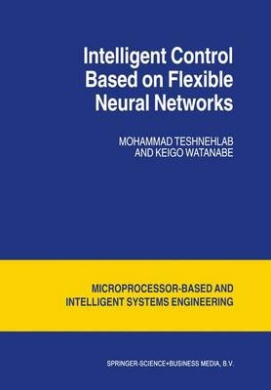 Intelligent Control
Based on Flexible
Neural Networks
MOHAMMAD TESHNEHLAB
AND KEIGO WATANABE
MICROPROCESSOR-BASED AND
INTELLIGENT SYSTEMS ENGINEERING
SPRINGER-SCIENCE+BUSINESS MEDIA, B.V.